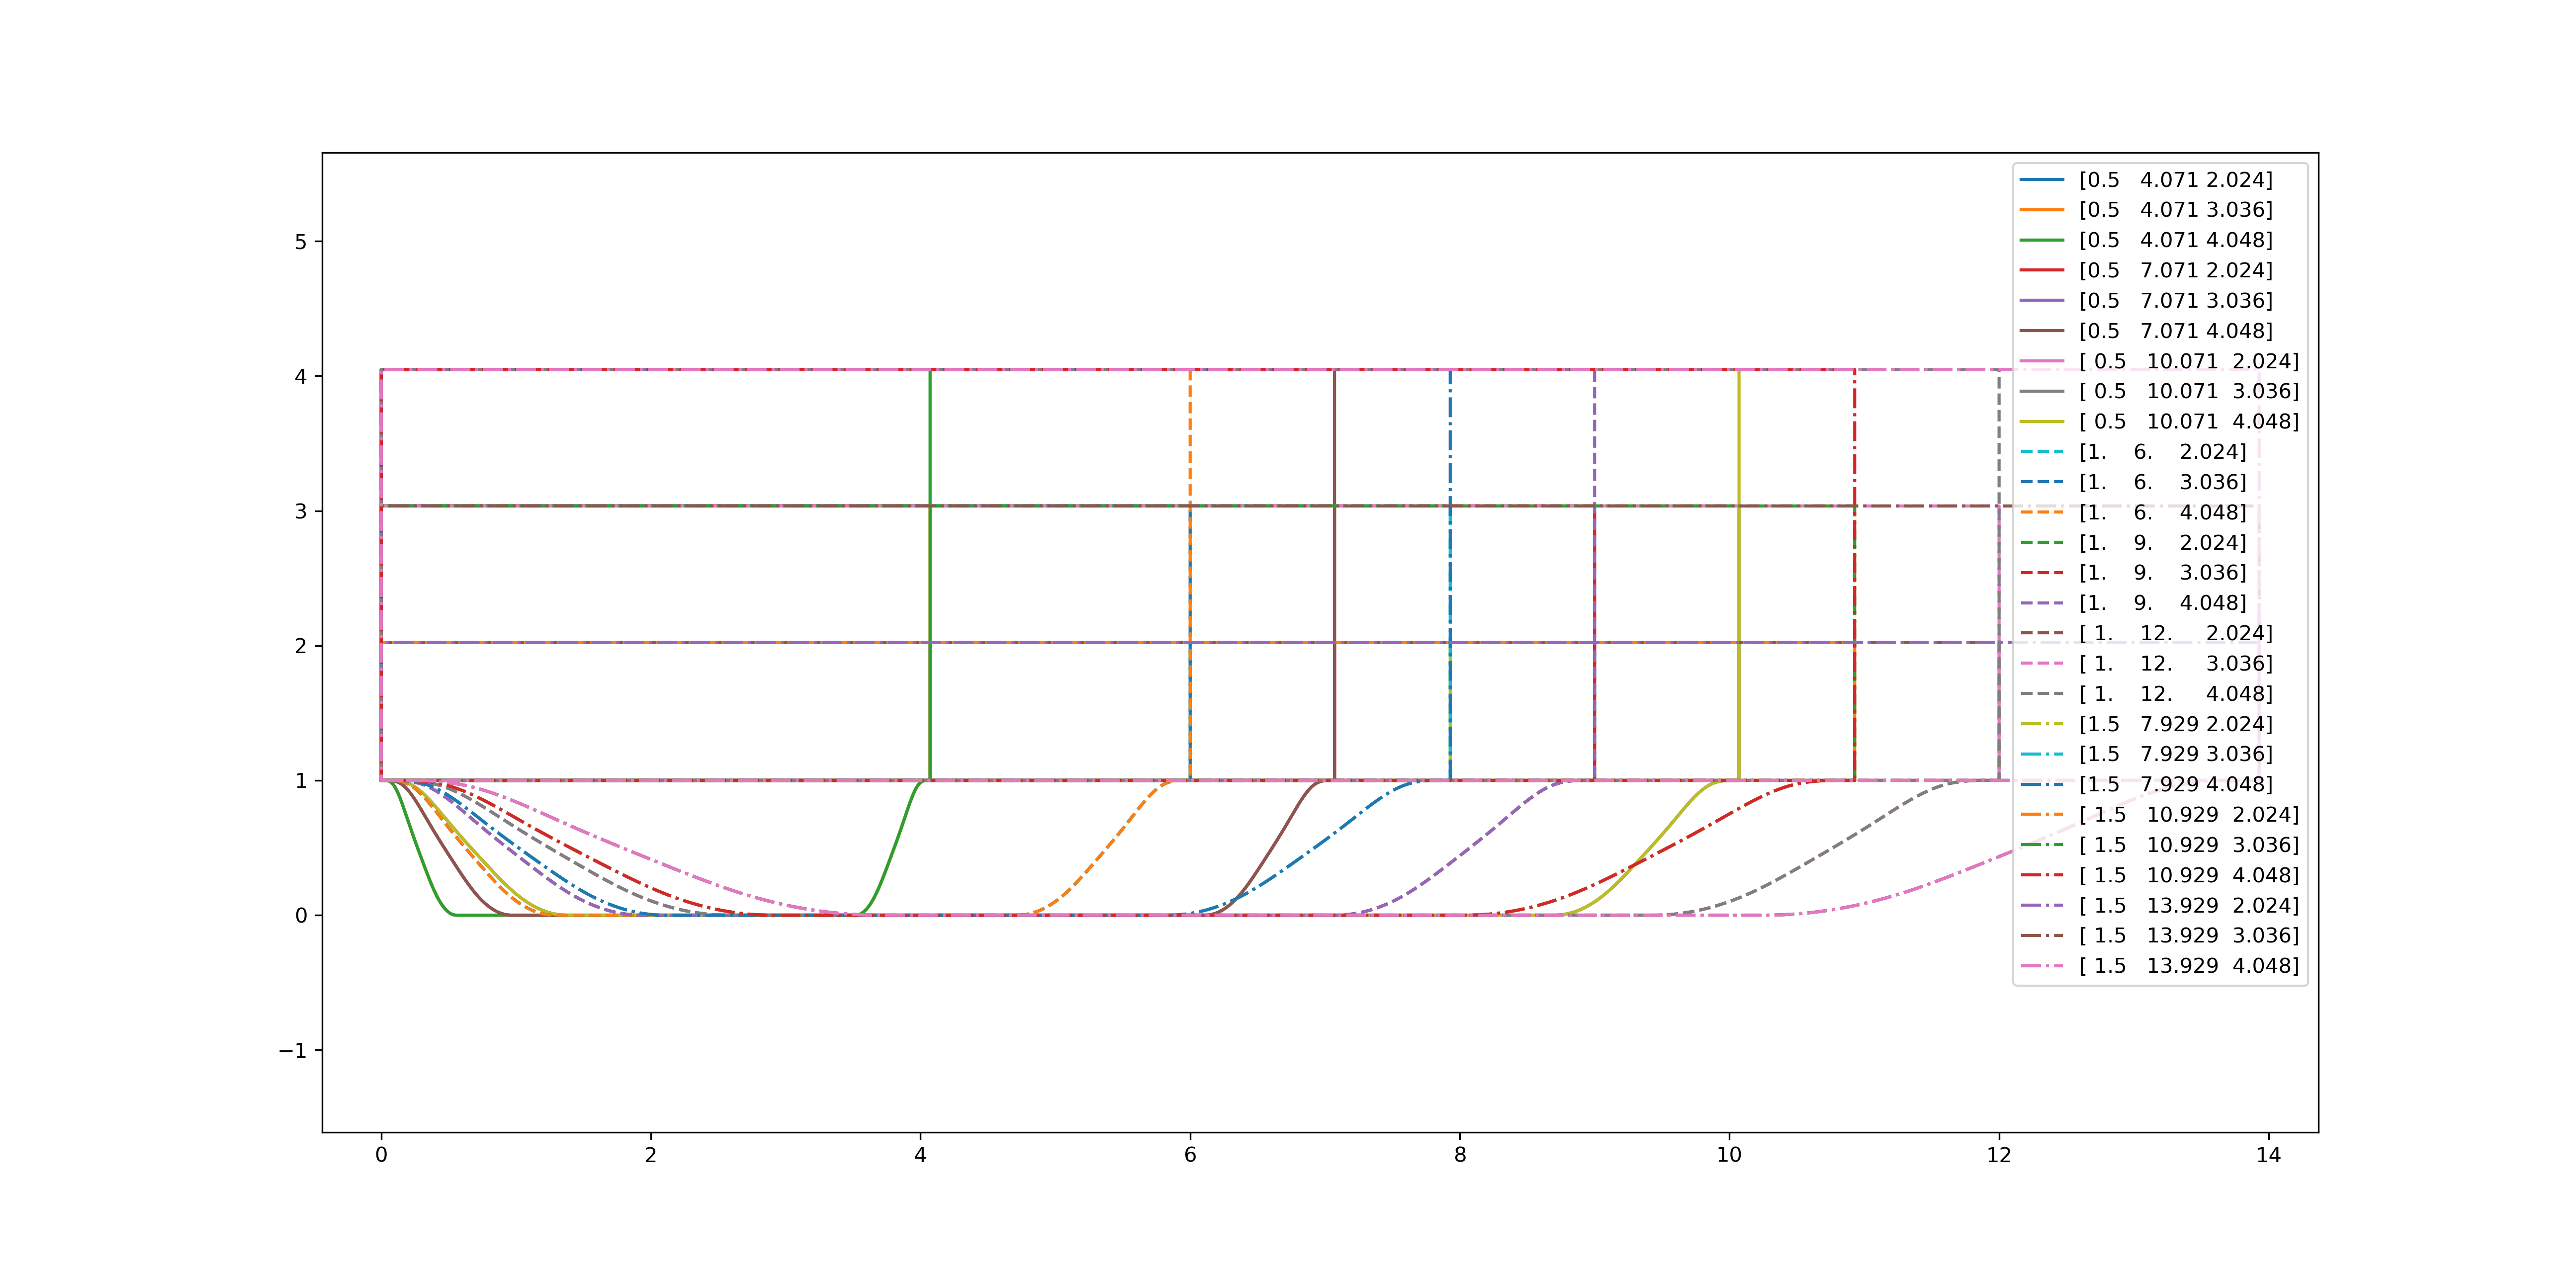 5
4
3
2
1
0
−1
0 2 4 6 8 10 12 14
[0.5   4.071 2.024]
[0.5   4.071 3.036]
[0.5   4.071 4.048]
[0.5   7.071 2.024]
[0.5   7.071 3.036]
[0.5   7.071 4.048]
[ 0.5   10.071  2.024]
[ 0.5   10.071  3.036]
[ 0.5   10.071  4.048]
[1.    6.    2.024]
[1.    6.    3.036]
[1.    6.    4.048]
[1.    9.    2.024]
[1.    9.    3.036]
[1.    9.    4.048]
[ 1.    12.     2.024]
[ 1.    12.     3.036]
[ 1.    12.     4.048]
[1.5   7.929 2.024]
[1.5   7.929 3.036]
[1.5   7.929 4.048]
[ 1.5   10.929  2.024]
[ 1.5   10.929  3.036]
[ 1.5   10.929  4.048]
[ 1.5   13.929  2.024]
[ 1.5   13.929  3.036]
[ 1.5   13.929  4.048]